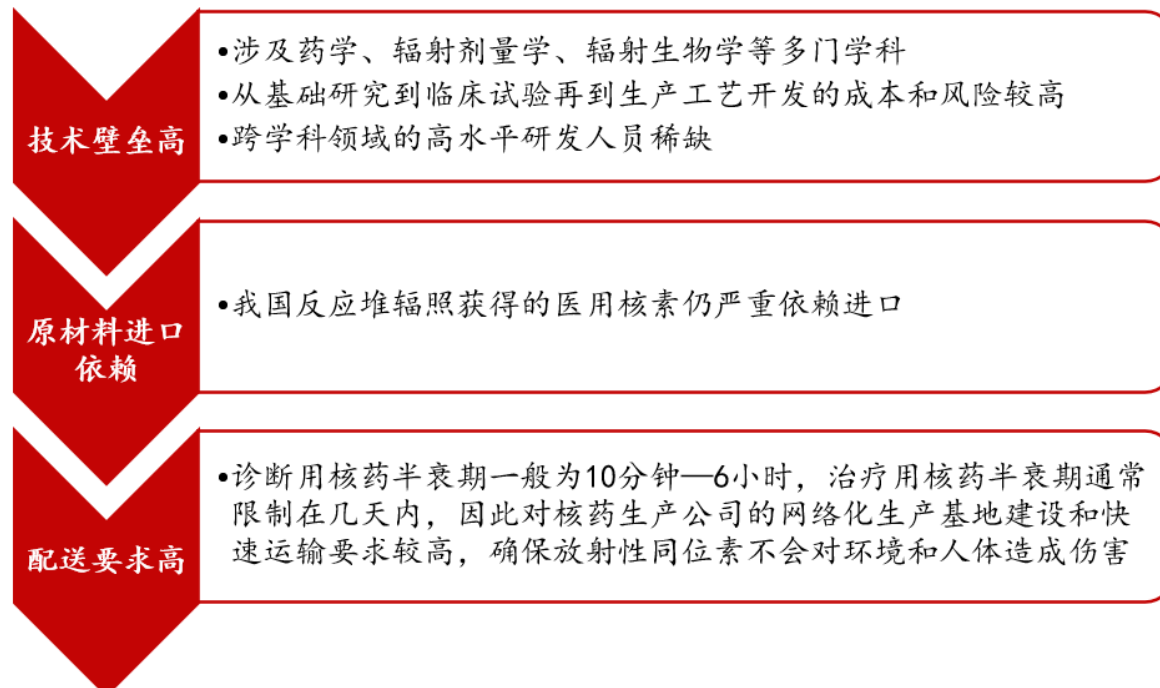 技术壁垒高
•涉及药学、辐射剂量学、辐射生物学等多门学科
•从基础研究到临床试验再到生产工艺开发的成本和风险较高
•跨学科领域的高水平研发人员稀缺
原材料进口
依赖
•我国反应堆辐照获得的医用核素仍严重依赖进口
配送要求高
•诊断用核药半衰期一般为10分钟—6小时，治疗用核药半衰期通常
限制在几天内，因此对核药生产公司的网络化生产基地建设和快
速运输要求较高，确保放射性同位素不会对环境和人体造成伤害